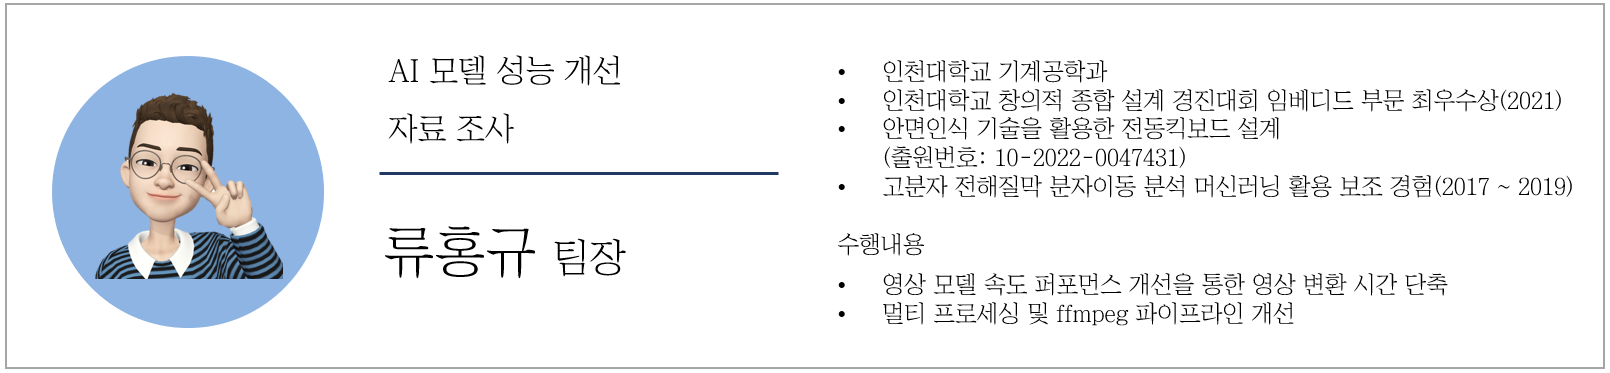 AI 모델 성능 개선
자료 조사
류홍규 팀장
• 인천대학교 기계공학과
• 인천대학교 창의적 종합 설계 경진대회 임베디드 부문 최우수상(2021)
• 안면인식 기술을 활용한 전동킥보드 설계
(출원번호: 10-2022-0047431)
• 고분자 전해질막 분자이동 분석 머신러닝 활용 보조 경험(2017 ~ 2019)
수행내용
• 영상 모델 속도 퍼포먼스 개선을 통한 영상 변환 시간 단축
• 멀티 프로세싱 및 ffmpeg 파이프라인 개선